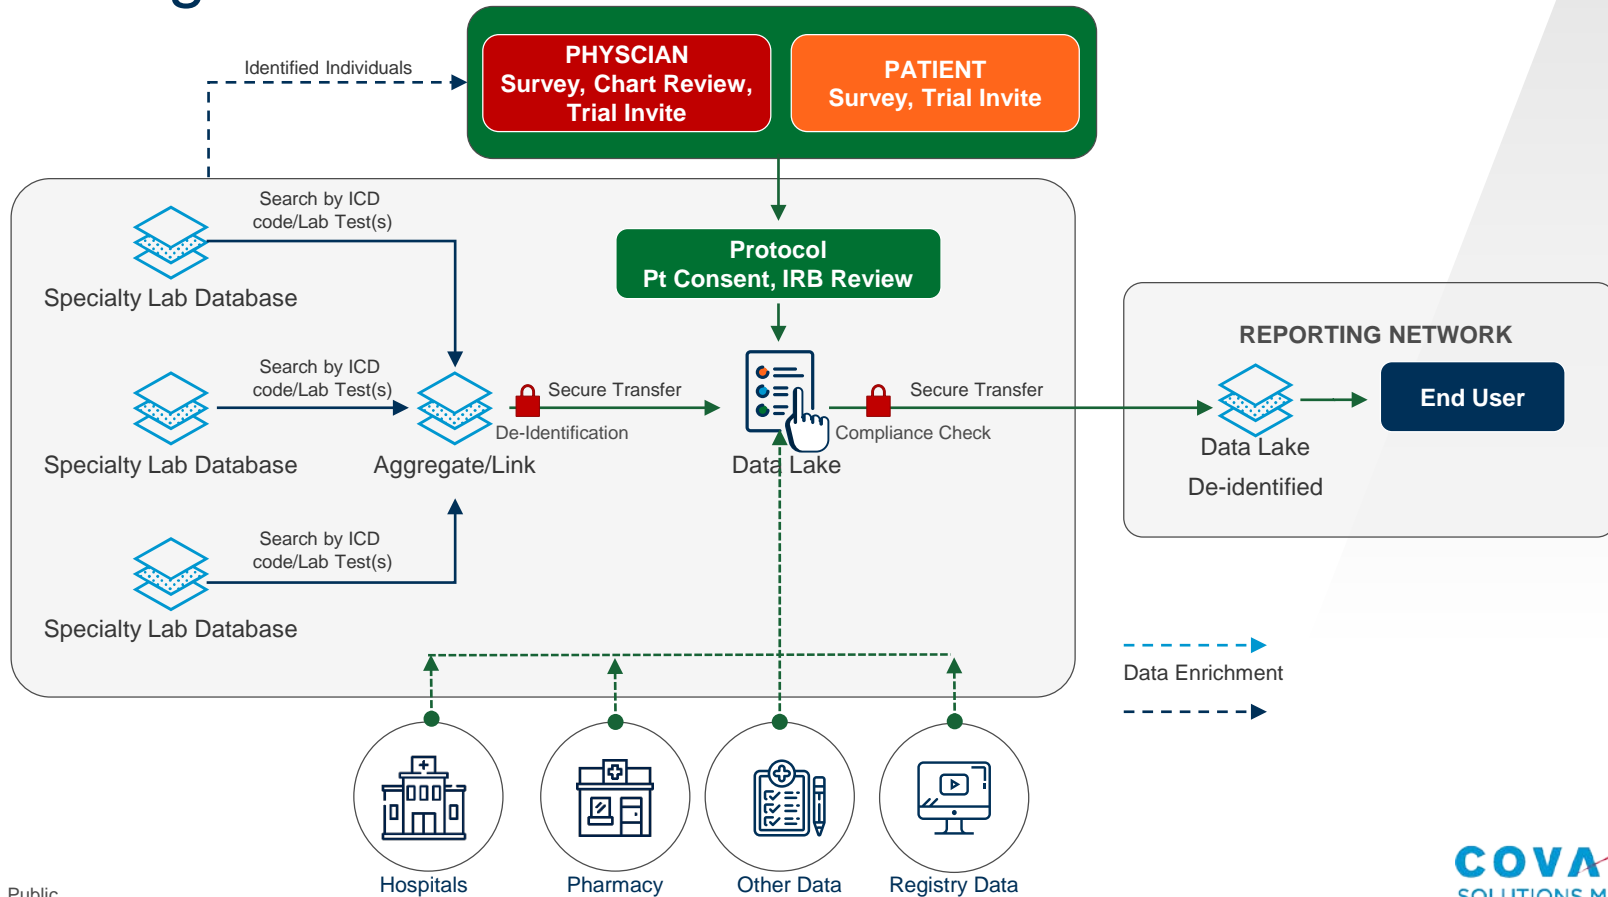 PHYSCIAN
Survey, Chart Review,
Trial Invite
PATIENT
Survey, Trial Invite
Identified Individuals
Search by ICD
code/Lab Test(s)
Specialty Lab Database
Protocol
Pt Consent, IRB Review
REPORTING NETWORK
Search by ICD
code/Lab Test(s)
Specialty Lab Database
Aggregate/Link
Secure Transfer
De-Identification
Data Lake
Secure Transfer
Compliance Check
Data Lake
De-identified
End User
Search by ICD
code/Lab Test(s)
Specialty Lab Database
Data Enrichment
Hospitals
Pharmacy
Other Data
Registry Data
Public
COVA
SOLUTIONS M